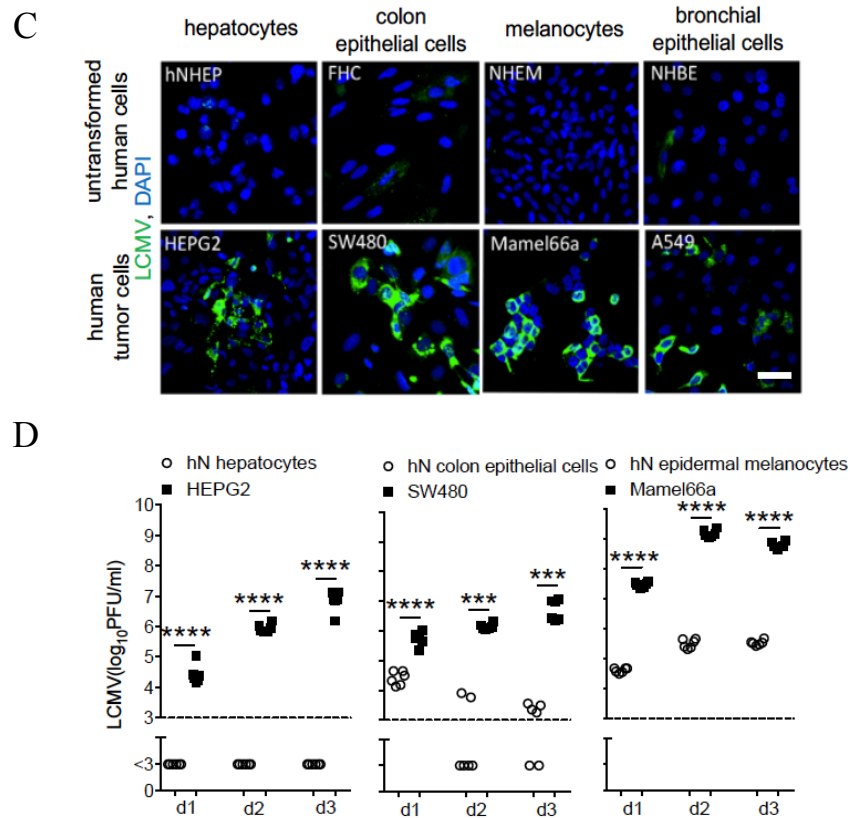 C
hepatocytes
colon
epithelial cells
melanocytes
bronchial
epithelial cells
untransformed
human cells
human
tumor cells
LCMV, DAPI
hNHEP
FHC
NHEM
NHBE
HEPG2
SW480
Mamel66a
A549
D
hN hepatocytes
HEPG2
hN colon epithelial cells
SW480
hN epidermal melanocytes
Mamel66a
LCMV(log10PFU/ml)
10
9
8
7
6
5
4
3
<3
0
**** **** ****
**** *** ***
**** **** ****
d1 d2 d3
d1 d2 d3
d1 d2 d3